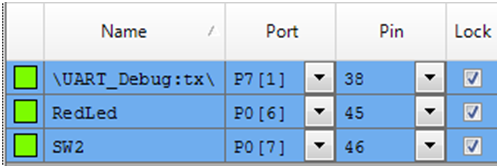 Name Port Pin Lock
\UART_Debug:tx\ P7[1] 38
RedLed P0[6] 45
SW2 P0[7] 46